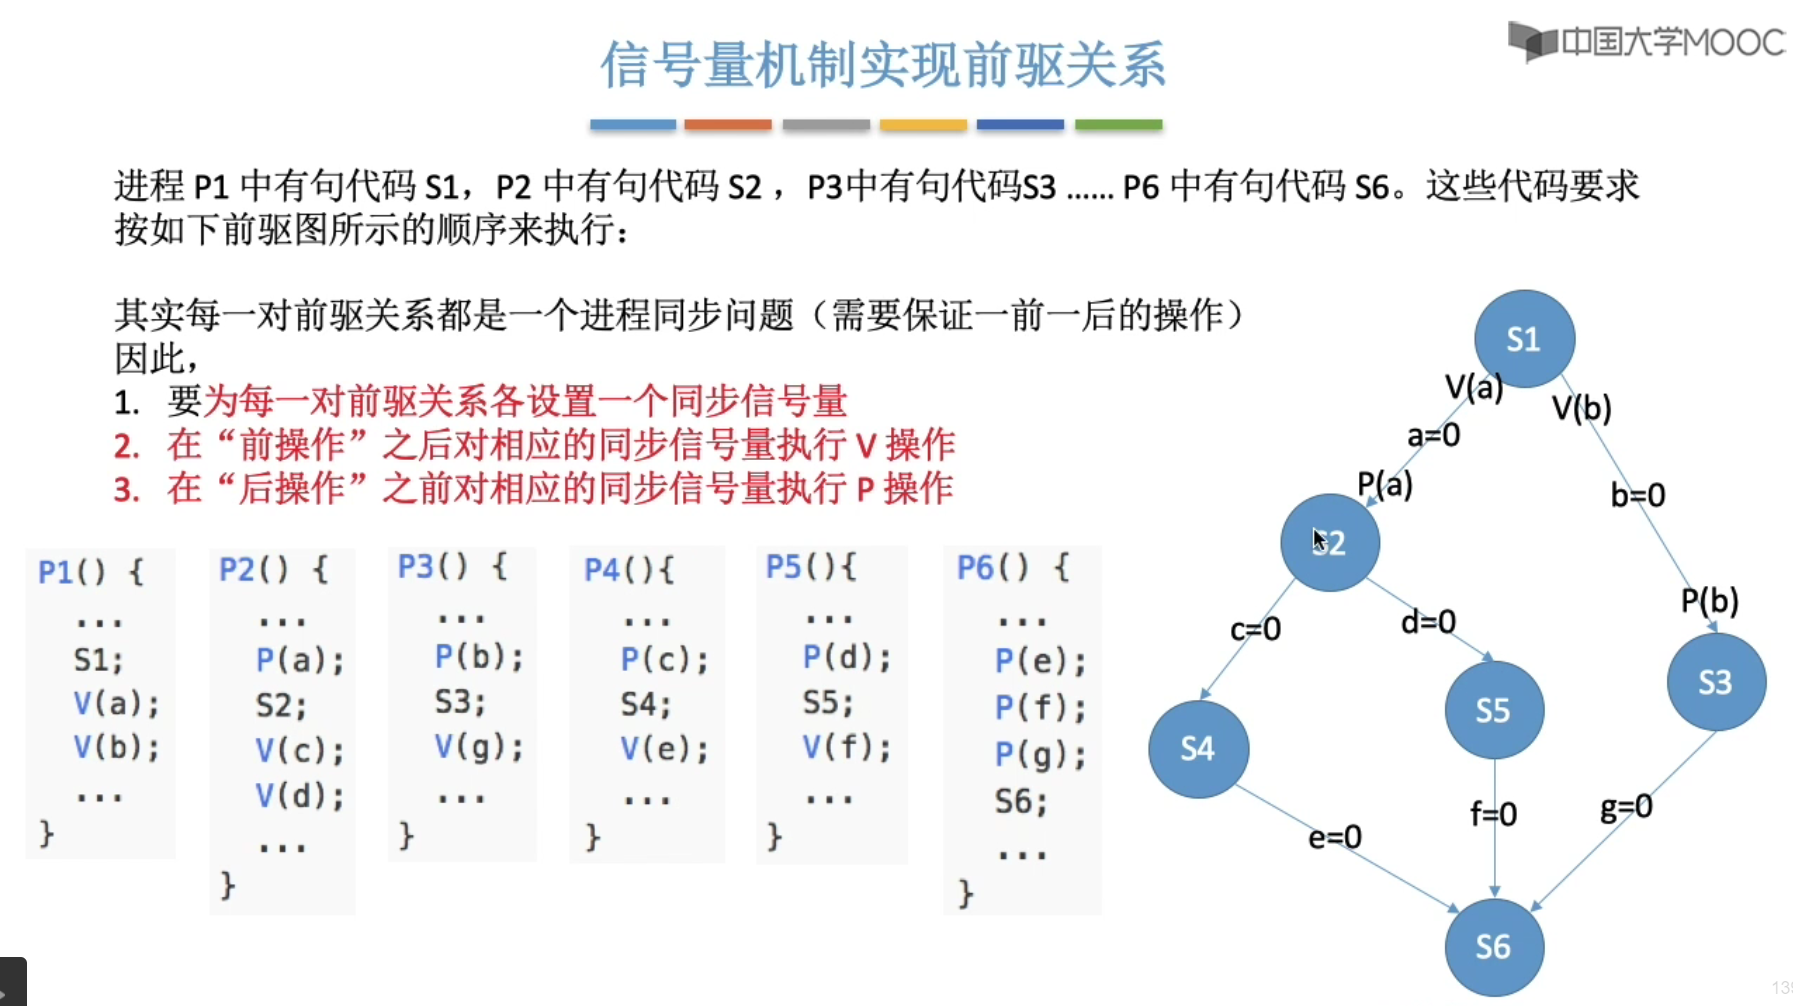 信号量机制实现前驱关系
中国大学MOOC
进程 P1 中有句代码 S1，P2 中有句代码 S2 ，P3中有句代码S3 ...... P6 中有句代码 S6。这些代码要求
按如下前驱图所示的顺序来执行：
其实每一对前驱关系都是一个进程同步问题（需要保证一前一后的操作）
因此，
1. 要为每一对前驱关系各设置一个同步信号量
2. 在“前操作”之后对相应的同步信号量执行 V 操作
3. 在“后操作”之前对相应的同步信号量执行 P 操作
P1() {
...
S1;
V(a);
V(b);
...
}
P2() {
...
P(a);
S2;
V(c);
V(d);
...
}
P3() {
...
P(b);
S3;
V(g);
...
}
P4(){
...
P(c);
S4;
V(e);
...
}
P5(){
...
P(d);
S5;
V(f);
...
}
P6() {
...
P(e);
P(f);
P(g);
S6;
...
}
S1
V(a)
V(b)
a=0
P(a)
b=0
S2
P(b)
c=0
d=0
S3
S5
S4
f=0
g=0
e=0
S6